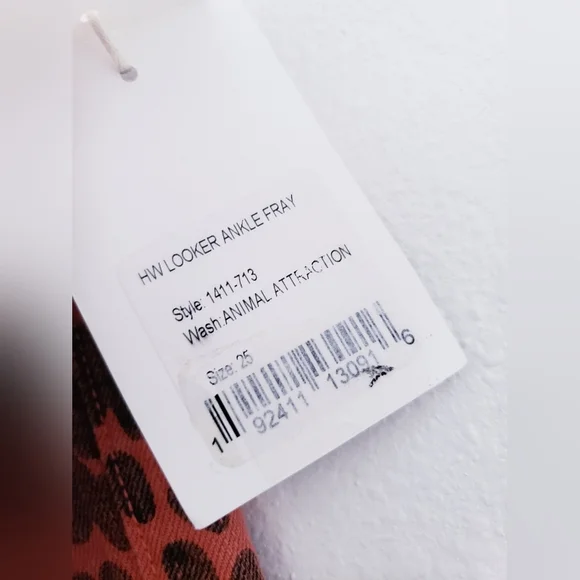 HW LOOKER ANKLE FRAY
Style: 1411-713
Wash:ANIMAL ATTRACTION
Size: 25
1 92411 13091 6